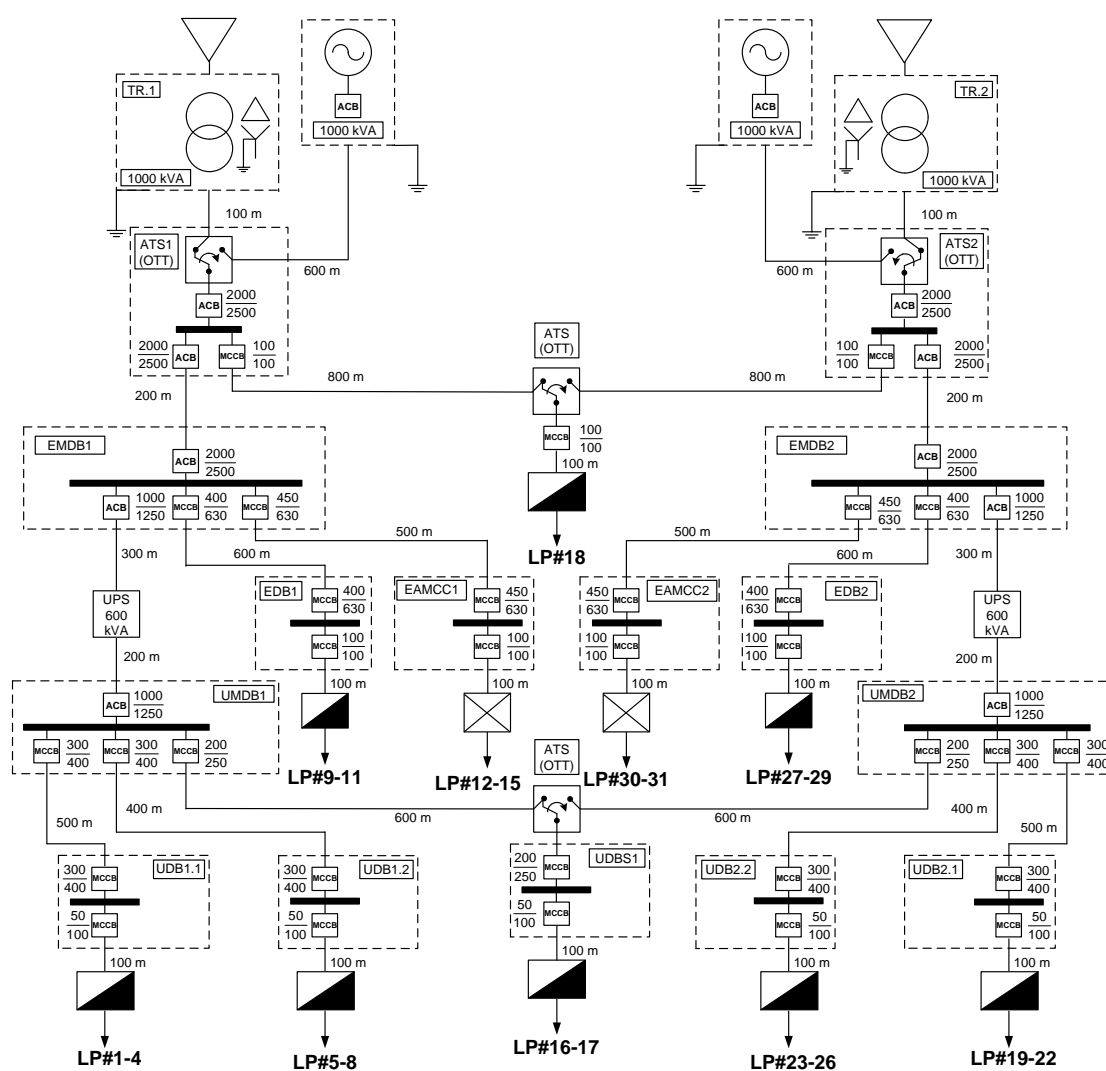 TR.1
ACB
1000 kVA
1000 kVA
ACB
1000 kVA
TR.2
1000 kVA
100 m
100 m
ATS1
(OTT)
600 m
ACB
2000
2500
2000
2500
ACB
MCCB
100
100
ATS2
(OTT)
600 m
ACB
2000
2500
100
100
MCCB
ACB
2000
2500
ATS
(OTT)
800 m
800 m
200 m
200 m
MCCB
100
100
100 m
LP#18
EMDB1
ACB
2000
2500
ACB
1000
1250
MCCB
400
630
MCCB
450
630
EMDB2
ACB
2000
2500
MCCB
450
630
MCCB
400
630
ACB
1000
1250
300 m
600 m
500 m
500 m
600 m
300 m
UPS
600
kVA
EDB1
MCCB
400
630
MCCB
100
100
EAMCC1
MCCB
450
630
MCCB
100
100
EAMCC2
450
630
MCCB
100
100
MCCB
EDB2
400
630
MCCB
100
100
MCCB
UPS
600
kVA
200 m
100 m
100 m
100 m
100 m
200 m
LP#9-11
LP#12-15
LP#30-31
LP#27-29
UMDB1
ACB
1000
1250
MCCB
300
400
MCCB
300
400
MCCB
200
250
UMDB2
ACB
1000
1250
MCCB
200
250
MCCB
300
400
MCCB
300
400
ATS
(OTT)
500 m
400 m
600 m
600 m
400 m
500 m
UDB1.1
300
400
MCCB
50
100
MCCB
UDB1.2
300
400
MCCB
50
100
MCCB
UDBS1
200
250
MCCB
50
100
MCCB
UDB2.2
MCCB
300
400
MCCB
50
100
UDB2.1
MCCB
300
400
MCCB
50
100
100 m
100 m
100 m
100 m
100 m
LP#1-4
LP#5-8
LP#16-17
LP#23-26
LP#19-22